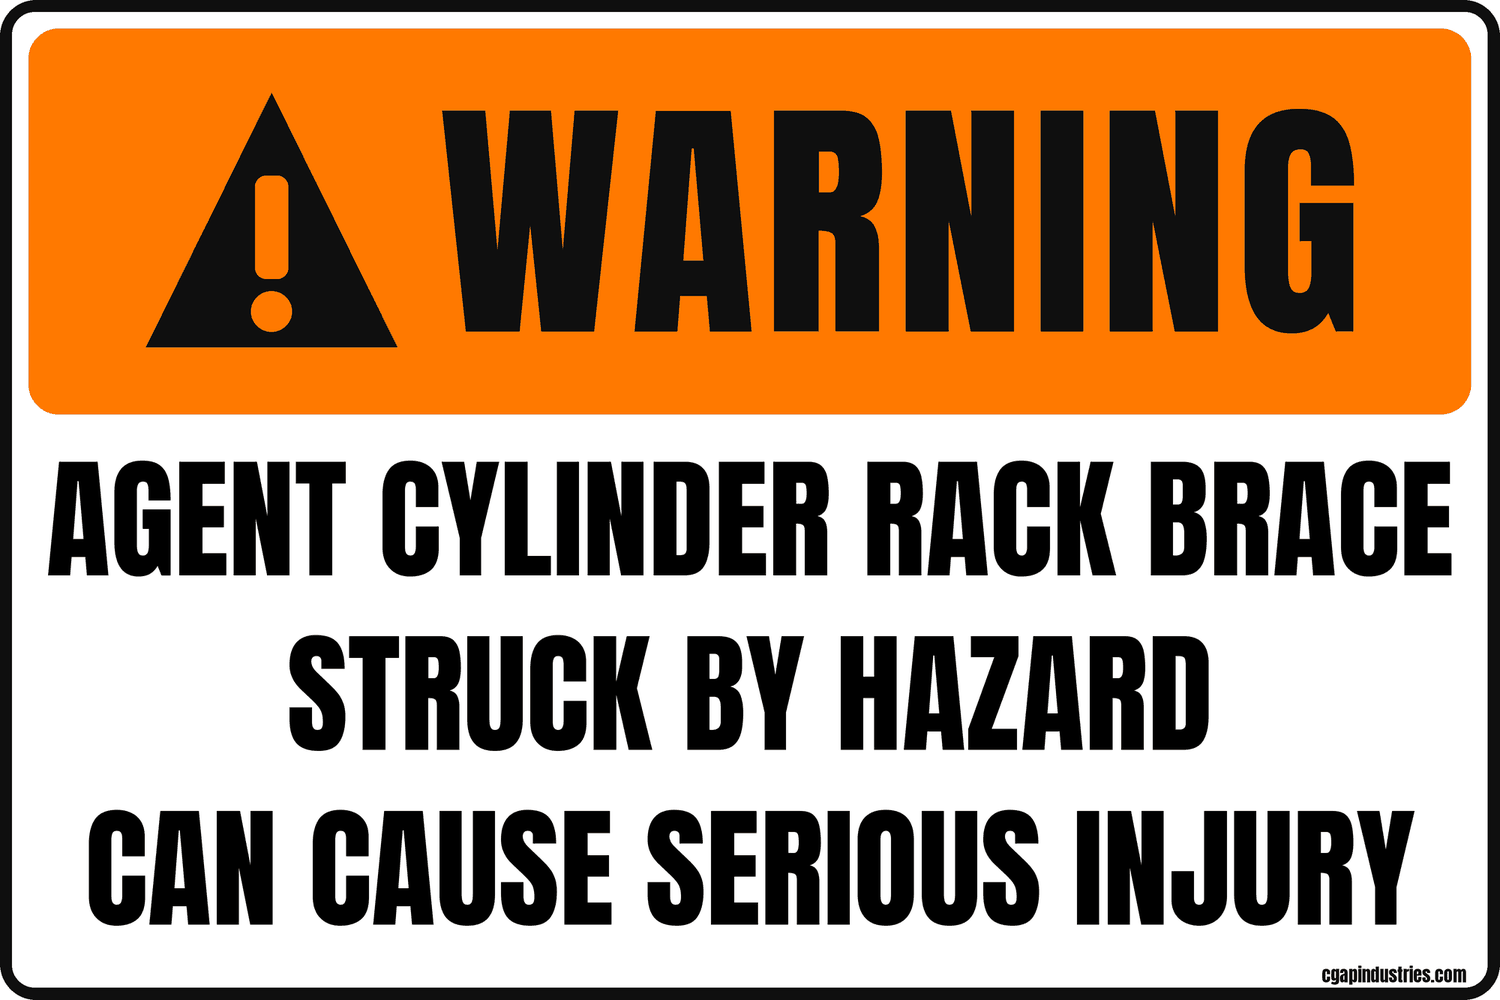 WARNING
AGENT CYLINDER RACK BRACE
STRUCK BY HAZARD
CAN CAUSE SERIOUS INJURY
cgapindustries.com